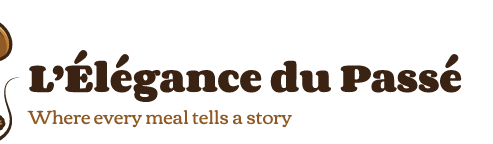 L’Élégance du Passé
Where every meal tells a story